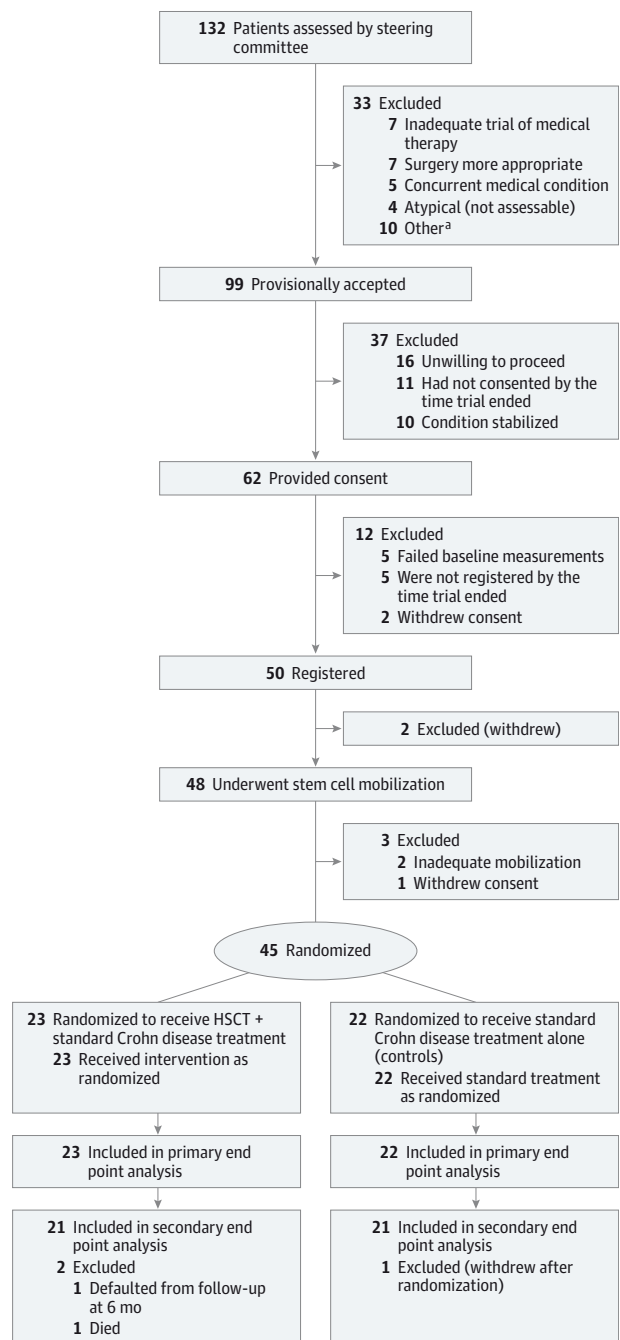 132 Patients assessed by steering
committee
33 Excluded
7 Inadequate trial of medical
therapy
7 Surgery more appropriate
5 Concurrent medical condition
4 Atypical (not assessable)
10 Other a
99 Provisionally accepted
37 Excluded
16 Unwilling to proceed
11 Had not consented by the
time trial ended
10 Condition stabilized
62 Provided consent
12 Excluded
5 Failed baseline measurements
5 Were not registered by the
time trial ended
2 Withdrew consent
50 Registered
2 Excluded (withdrew)
48 Underwent stem cell mobilization
3 Excluded
2 Inadequate mobilization
1 Withdrew consent
45 Randomized
23 Randomized to receive HSCT +
standard Crohn disease treatment
23 Received intervention as
randomized
22 Randomized to receive standard
Crohn disease treatment alone
(controls)
22 Received standard treatment
as randomized
23 Included in primary end
point analysis
22 Included in primary end
point analysis
21 Included in secondary end
point analysis
2 Excluded
1 Defaulted from follow-up
at 6 mo
1 Died
21 Included in secondary end
point analysis
1 Excluded (withdrew after
randomization)